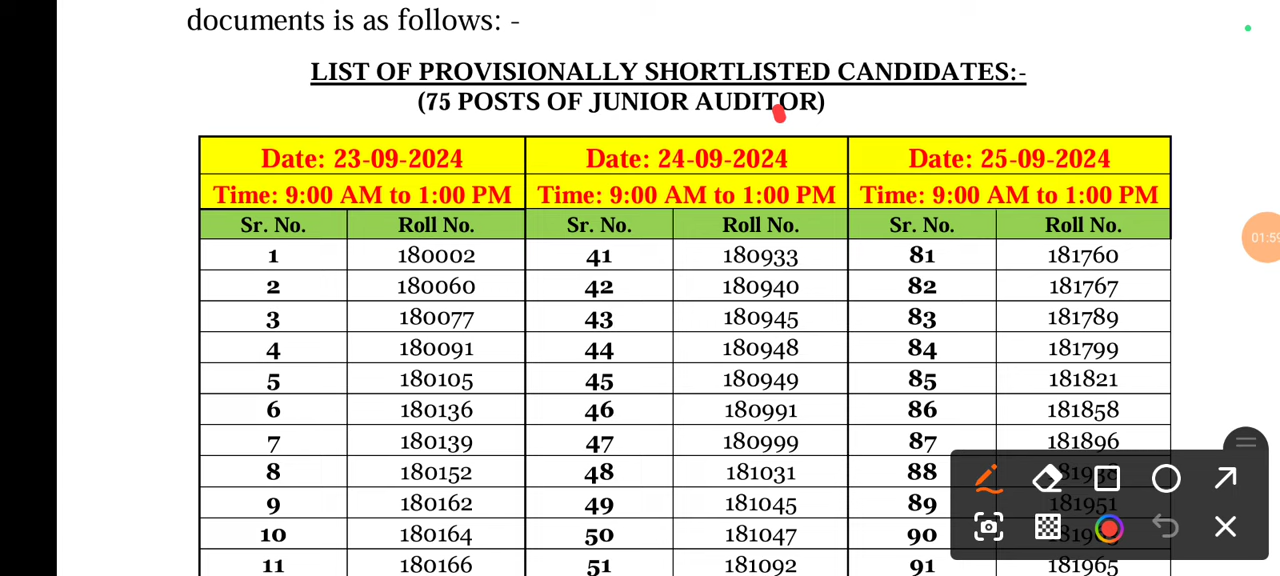 documents is as follows: -
LIST OF PROVISIONALLY SHORTLISTED CANDIDATES:-
(75 POSTS OF JUNIOR AUDITOR)
Date: 23-09-2024 Date: 24-09-2024 Date: 25-09-2024
Time: 9:00 AM to 1:00 PM Time: 9:00 AM to 1:00 PM Time: 9:00 AM to 1:00 PM
Sr. No. Roll No. Sr. No. Roll No. Sr. No. Roll No.
1 180002 41 180933 81 181760
2 180060 42 180940 82 181767
3 180077 43 180945 83 181789
4 180091 44 180948 84 181799
5 180105 45 180949 85 181821
6 180136 46 180991 86 181858
7 180139 47 180999 87 181896
8 180152 48 181031 88
9 180162 49 181045 89 181951
10 180164 50 181047 90
11 180166 51 181092 91 181965
01:59